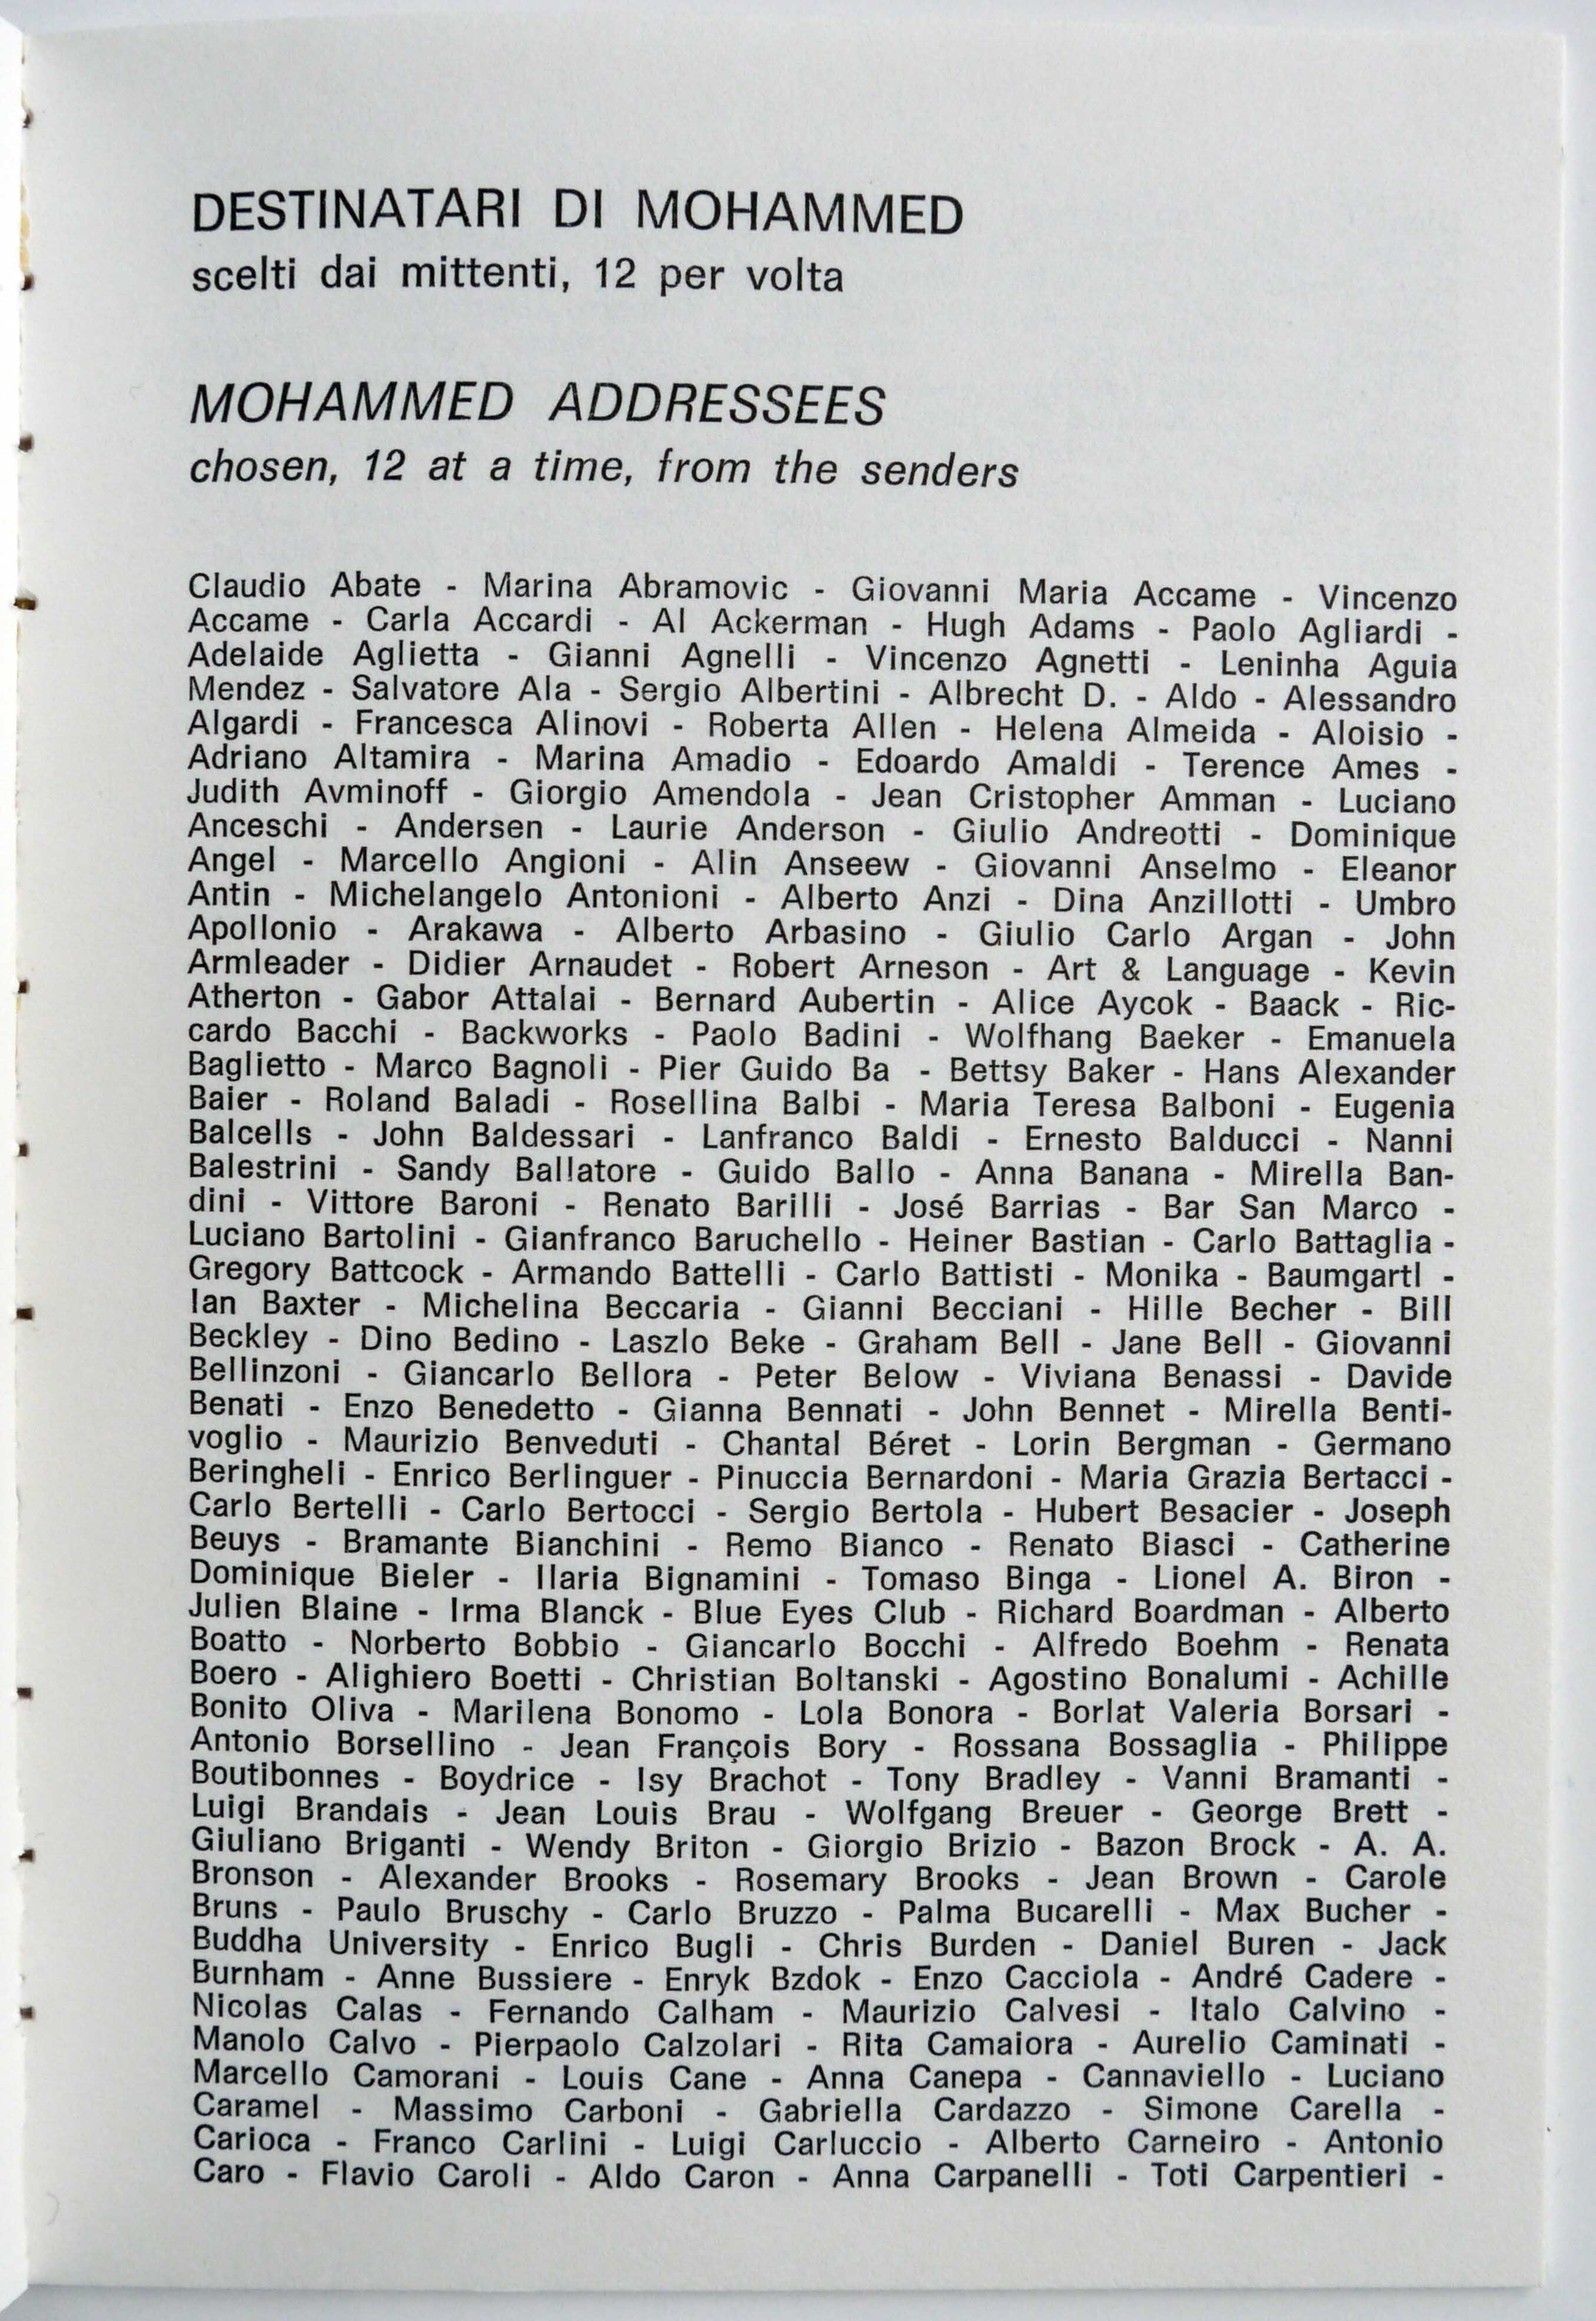 DESTINATARI DI MOHAMMED
scelti dai mittenti, 12 per volta
MOHAMMED ADDRESSEES
chosen, 12 at a time, from the senders
Claudio Abate - Marina Abramovic - Giovanni Maria Accame - Vincenzo
Accame - Carla Accardi - Al Ackerman - Hugh Adams - Paolo Agliardi -
Adelaide Aglietta - Gianni Agnelli - Vincenzo Agnetti - Leninha Aguia
Mendez - Salvatore Ala - Sergio Albertini - Albrecht D. - Aldo - Alessandro
Algardi - Francesca Alinovi - Roberta Allen - Helena Almeida - Aloisio -
Adriano Altamira - Marina Amadio - Edoardo Amaldi - Terence Ames -
Judith Avminoff - Giorgio Amendola - Jean Cristopher Amman - Luciano
Anceschi - Andersen - Laurie Anderson - Giulio Andreotti - Dominique
Angel - Marcello Angioni - Alin Anseew - Giovanni Anselmo - Eleanor
Antin - Michelangelo Antonioni - Alberto Anzi - Dina Anzillotti - Umbro
Apollonio - Arakawa - Alberto Arbasino - Giulio Carlo Argan - John
Armleader - Didier Arnaudet - Robert Arneson - Art & Language - Kevin
Atherton - Gabor Attalai - Bernard Aubertin - Alice Aycok - Baack - Ric-
cardo Bacchi - Backworks - Paolo Badini - Wolfhang Baeker - Emanuela
Baglietto - Marco Bagnoli - Pier Guido Ba - Bettsy Baker - Hans Alexander
Baier - Roland Baladi - Rosellina Balbi - Maria Teresa Balboni - Eugenia
Balcells - John Baldessari - Lanfranco Baldi - Ernesto Balducci - Nanni
Balestrini - Sandy Ballatore - Guido Ballo - Anna Banana - Mirella Ban-
dini - Vittore Baroni - Renato Barilli - José Barrias - Bar San Marco -
Luciano Bartolini - Gianfranco Baruchello - Heiner Bastian - Carlo Battaglia -
Gregory Battcock - Armando Battelli - Carlo Battisti - Monika - Baumgartl -
Ian Baxter - Michelina Beccaria - Gianni Becciani - Hille Becher - Bill
Beckley - Dino Bedino - Laszlo Beke - Graham Bell - Jane Bell - Giovanni
Bellinzoni - Giancarlo Bellora - Peter Below - Viviana Benassi - Davide
Benati - Enzo Benedetto - Gianna Bennati - John Bennet - Mirella Benti-
voglio - Maurizio Benveduti - Chantal Béret - Lorin Bergman - Germano
Beringheli - Enrico Berlinguer - Pinuccia Bernardoni - Maria Grazia Bertacci -
Carlo Bertelli - Carlo Bertocci - Sergio Bertola - Hubert Besacier - Joseph
Beuys - Bramante Bianchini - Remo Bianco - Renato Biasci - Catherine
Dominique Bieler - Ilaria Bignamini - Tomaso Binga - Lionel A. Biron -
Julien Blaine - Irma Blanck - Blue Eyes Club - Richard Boardman - Alberto
Boatto - Norberto Bobbio - Giancarlo Bocchi - Alfredo Boehm - Renata
Boero - Alighiero Boetti - Christian Boltanski - Agostino Bonalumi - Achille
Bonito Oliva - Marilena Bonomo - Lola Bonora - Borlat Valeria Borsari -
Antonio Borsellino - Jean François Bory - Rossana Bossaglia - Philippe
Boutibonnes - Boydrice - Isy Brachot - Tony Bradley - Vanni Bramanti -
Luigi Brandais - Jean Louis Brau - Wolfgang Breuer - George Brett -
Giuliano Briganti - Wendy Briton - Giorgio Brizio - Bazon Brock - A. A.
Bronson - Alexander Brooks - Rosemary Brooks - Jean Brown - Carole
Bruns - Paulo Bruschy - Carlo Bruzzo - Palma Bucarelli - Max Bucher -
Buddha University - Enrico Bugli - Chris Burden - Daniel Buren - Jack
Burnham - Anne Bussiere - Enryk Bzdok - Enzo Cacciola - André Cadere -
Nicolas Calas - Fernando Calham - Maurizio Calvesi - Italo Calvino -
Manolo Calvo - Pierpaolo Calzolari - Rita Camaiora - Aurelio Caminati -
Marcello Camorani - Louis Cane - Anna Canepa - Cannaviello - Luciano
Caramel - Massimo Carboni - Gabriella Cardazzo - Simone Carella -
Carioca - Franco Carlini - Luigi Carluccio - Alberto Carneiro - Antonio
Caro - Flavio Caroli - Aldo Caron - Anna Carpanelli - Toti Carpentieri -